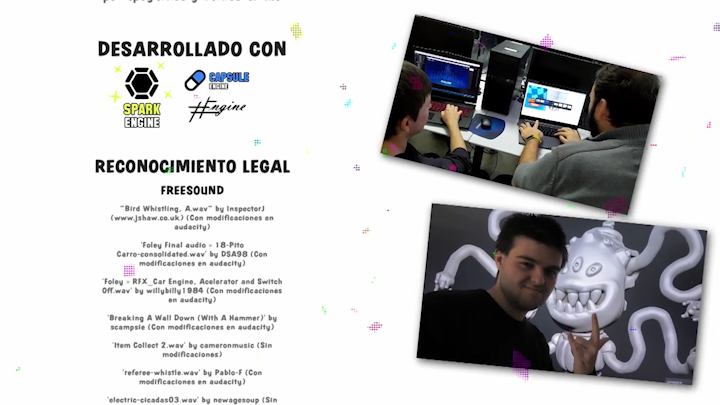 DESARROLLADO CON
SPARK
ENGINE
CAPSULE
ENGINE
#Engine
RECONOCIMIENTO LEGAL
FREESOUND
"Bird Whistling, A.wav" by InspectorJ
(www.jshaw.co.uk) (Con modificaciones en
audacity)
'Foley Final audio - 18-Pito
Carro-consolidated.wav' by DSA98 (Con
modificaciones en audacity)
'Foley - RFX_Car Engine, Acelerator and Switch
Off.wav' by willybilly1984 (Con modificaciones
en audacity)
'Breaking A Wall Down (With A Hammer)' by
scampsie (Con modificaciones en audacity)
'Item Collect 2.wav' by cameronmusic (Sin
modificaciones)
'referee-whistle.wav' by Pablo-F (Con
modificaciones en audacity)
'electric-cicadas03.wav' by newagesoup (Sin